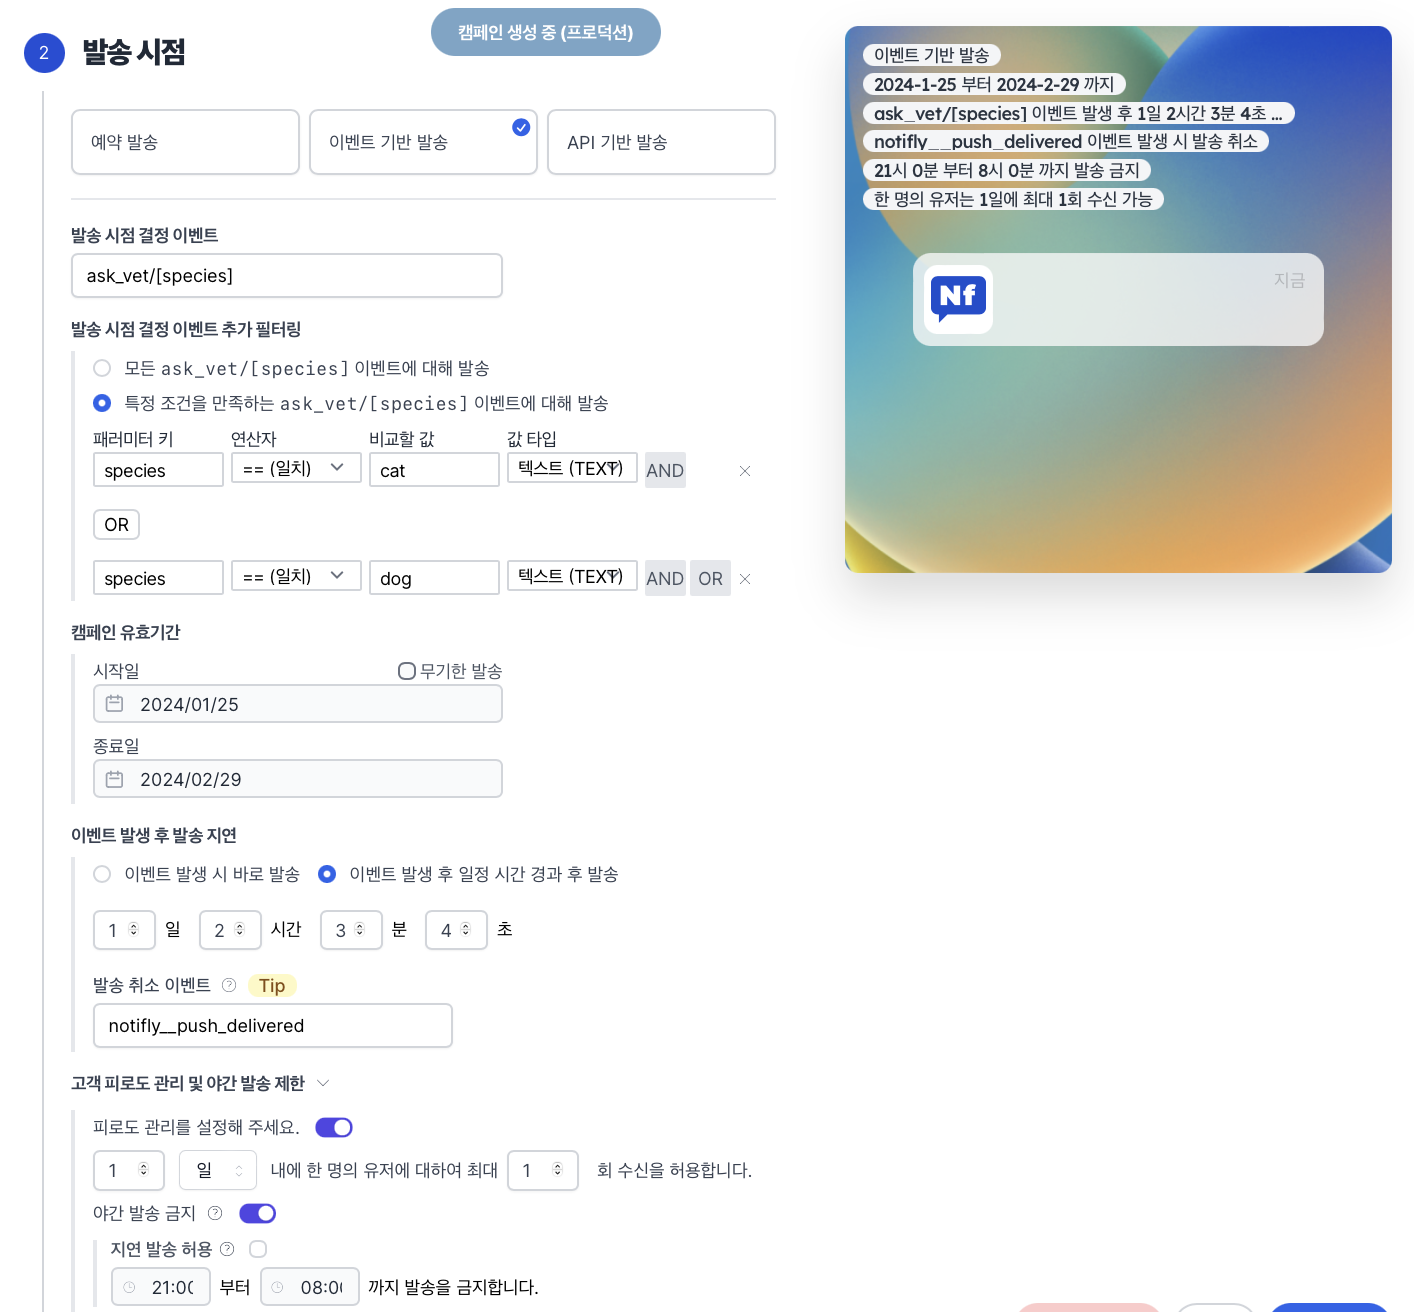 캠페인 생성 중 (프로덕션)
2 발송 시점
예약 발송
이벤트 기반 발송
API 기반 발송
발송 시점 결정 이벤트
ask_vet/[species]
발송 시점 결정 이벤트 추가 필터링
모든 ask_vet/[species] 이벤트에 대해 발송
특정 조건을 만족하는 ask_vet/[species] 이벤트에 대해 발송
패러미터 키 연산자 비교할 값 값 타입
species == (일치) cat 텍스트 (TEXT) AND
OR
species == (일치) dog 텍스트 (TEXT) AND OR
캠페인 유효기간
시작일 무기한 발송
2024/01/25
종료일
2024/02/29
이벤트 발생 후 발송 지연
이벤트 발생 시 바로 발송 이벤트 발생 후 일정 시간 경과 후 발송
1 일 2 시간 3 분 4 초
발송 취소 이벤트 ? Tip
notifly__push_delivered
고객 피로도 관리 및 야간 발송 제한
피로도 관리를 설정해 주세요.
1 일 내에 한 명의 유저에 대하여 최대 1 회 수신을 허용합니다.
야간 발송 금지 ?
지연 발송 허용 ?
21:00 부터 08:00 까지 발송을 금지합니다.
이벤트 기반 발송
2024-1-25 부터 2024-2-29 까지
ask_vet/[species] 이벤트 발생 후 1일 2시간 3분 4초 ...
notifly__push_delivered 이벤트 발생 시 발송 취소
21시 0분 부터 8시 0분 까지 발송 금지
한 명의 유저는 1일에 최대 1회 수신 가능
Nf
지금